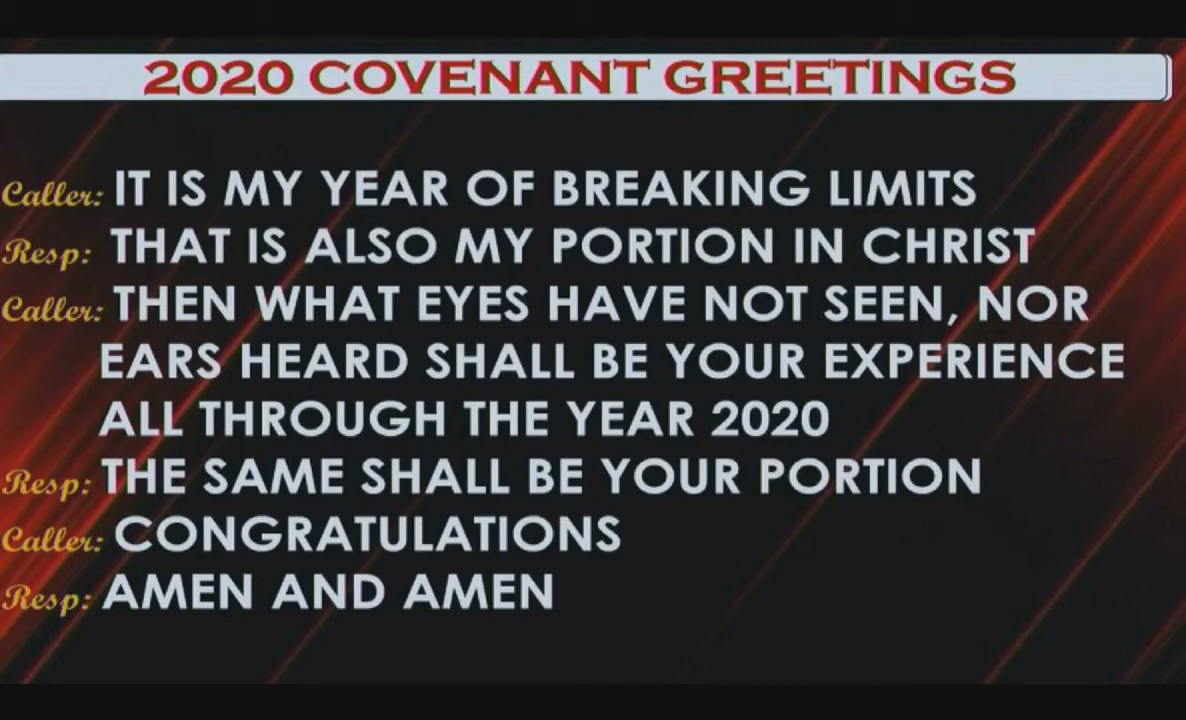 2020 COVENANT GREETINGS
Caller: IT IS MY YEAR OF BREAKING LIMITS
Resp: THAT IS ALSO MY PORTION IN CHRIST
Caller: THEN WHAT EYES HAVE NOT SEEN, NOR
EARS HEARD SHALL BE YOUR EXPERIENCE
ALL THROUGH THE YEAR 2020
Resp: THE SAME SHALL BE YOUR PORTION
Caller: CONGRATULATIONS
Resp: AMEN AND AMEN